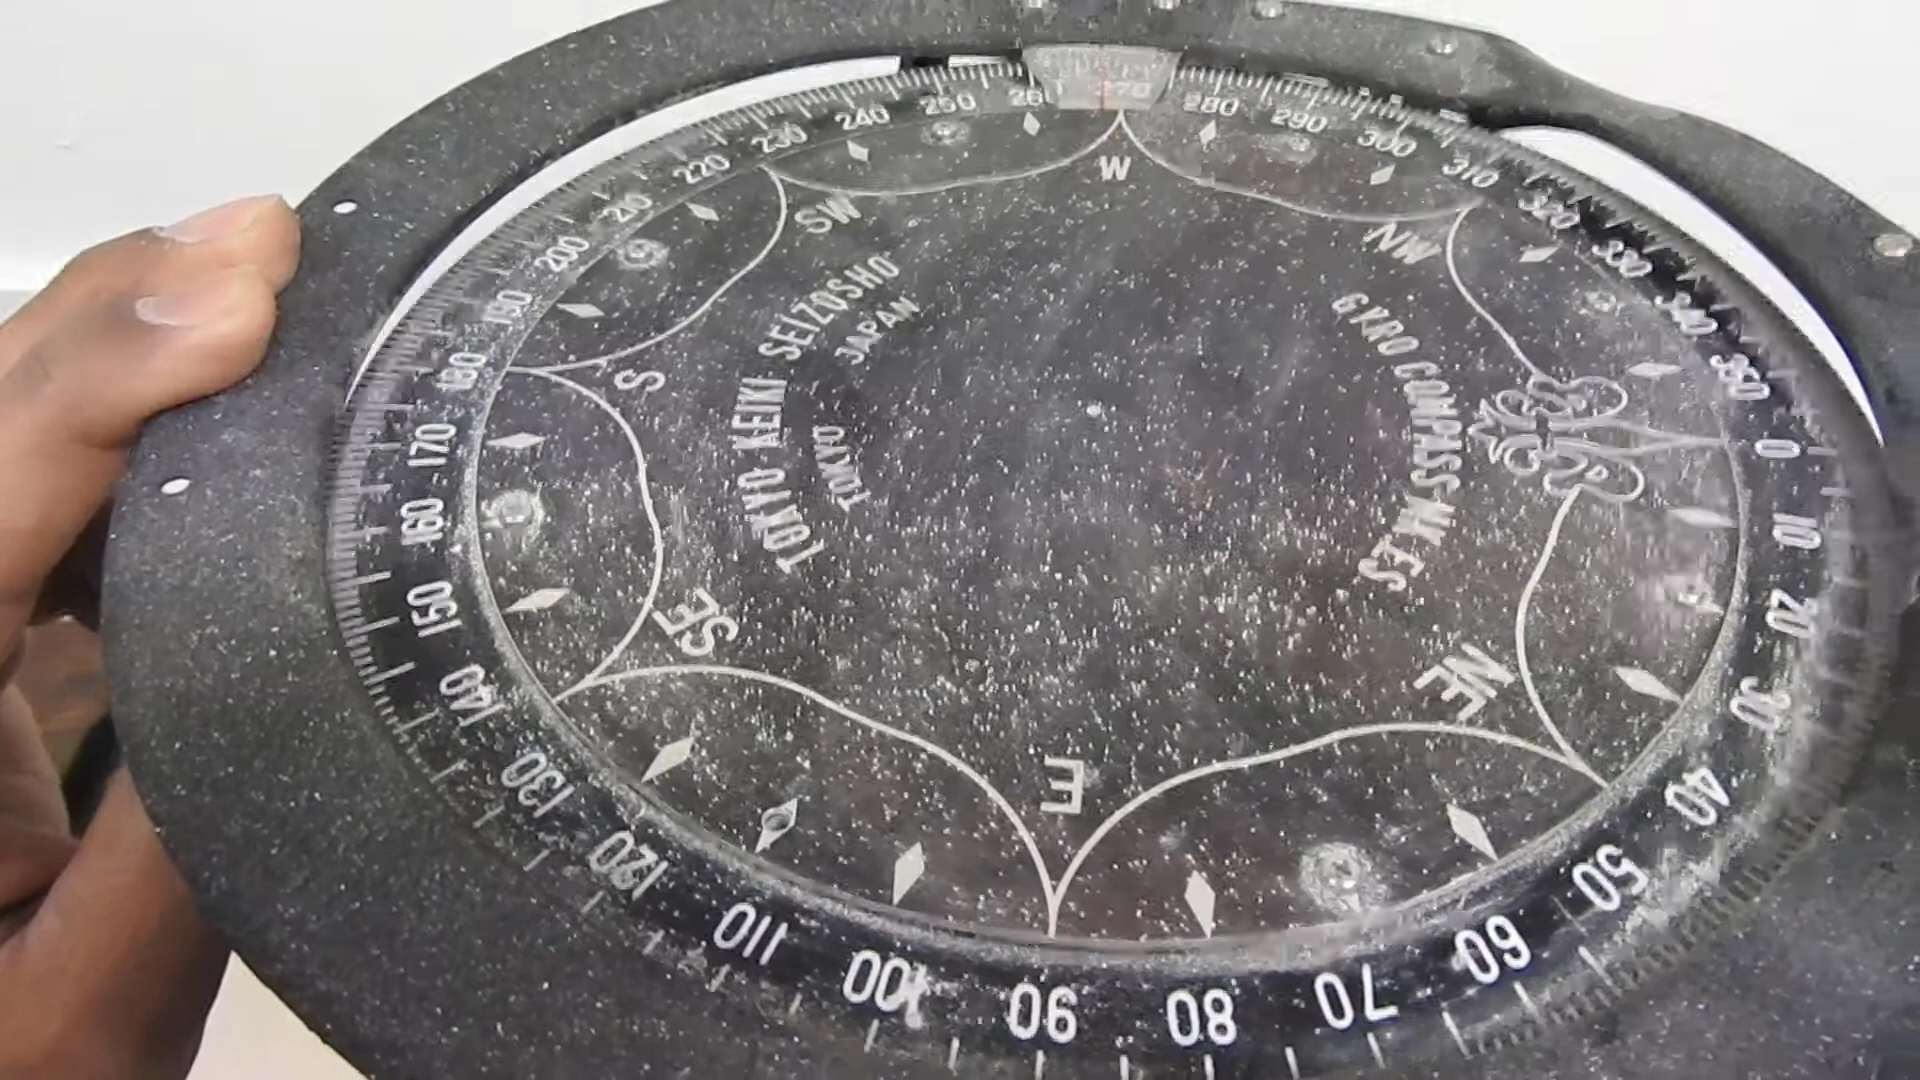 260 270 280 290 300 310 320 330 340 350 0 10 20 30 40 50 60 70 80 90 100 110 120 130 140 150 160 170 180 190 200 210 220 230 240 250
W
NW
NE
E
SE
S
SW
TOKYO KEIKI SEIZOSHO
TOKYO JAPAN
GYRO COMPASS